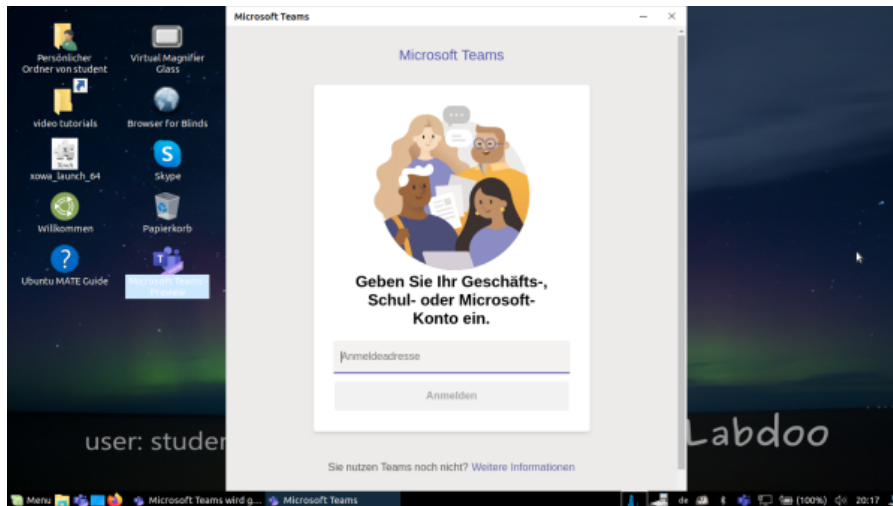 Microsoft Teams
Persönlicher
Ordner von student
Virtual Magnifier
Glass
video tutorials
Browser for Blinds
xowa_launch_64
Skype
Willkommen
Papierkorb
Ubuntu MATE Guide
Microsoft Teams -
Preview
Microsoft Teams
Geben Sie Ihr Geschäfts-,
Schul- oder Microsoft-
Konto ein.
Anmeldeadresse
Anmelden
Sie nutzen Teams noch nicht? Weitere Informationen
user: studen
Labdoo
Menu
Microsoft Teams wird g...
Microsoft Teams
de
(100%)
20:17